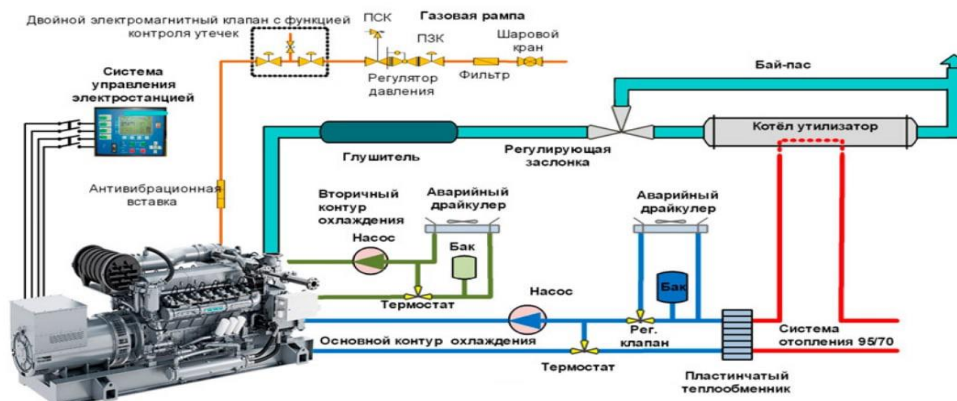 Двойной электромагнитный клапан с функцией
контроля утечек
ПСК
Газовая рампа
ПЗК
Шаровой
кран
Регулятор
давления
Фильтр
Система
управления
электростанцией
Бай-пас
Котёл утилизатор
Глушитель
Регулирующая
заслонка
Антивибрационная
вставка
Вторичный
контур
охлаждения
Насос
Аварийный
драйкулер
Бак
Термостат
Аварийный
драйкулер
Насос
Бак
Рег.
клапан
Основной контур охлаждения
Термостат
Система
отопления 95/70
Пластинчатый
теплообменник